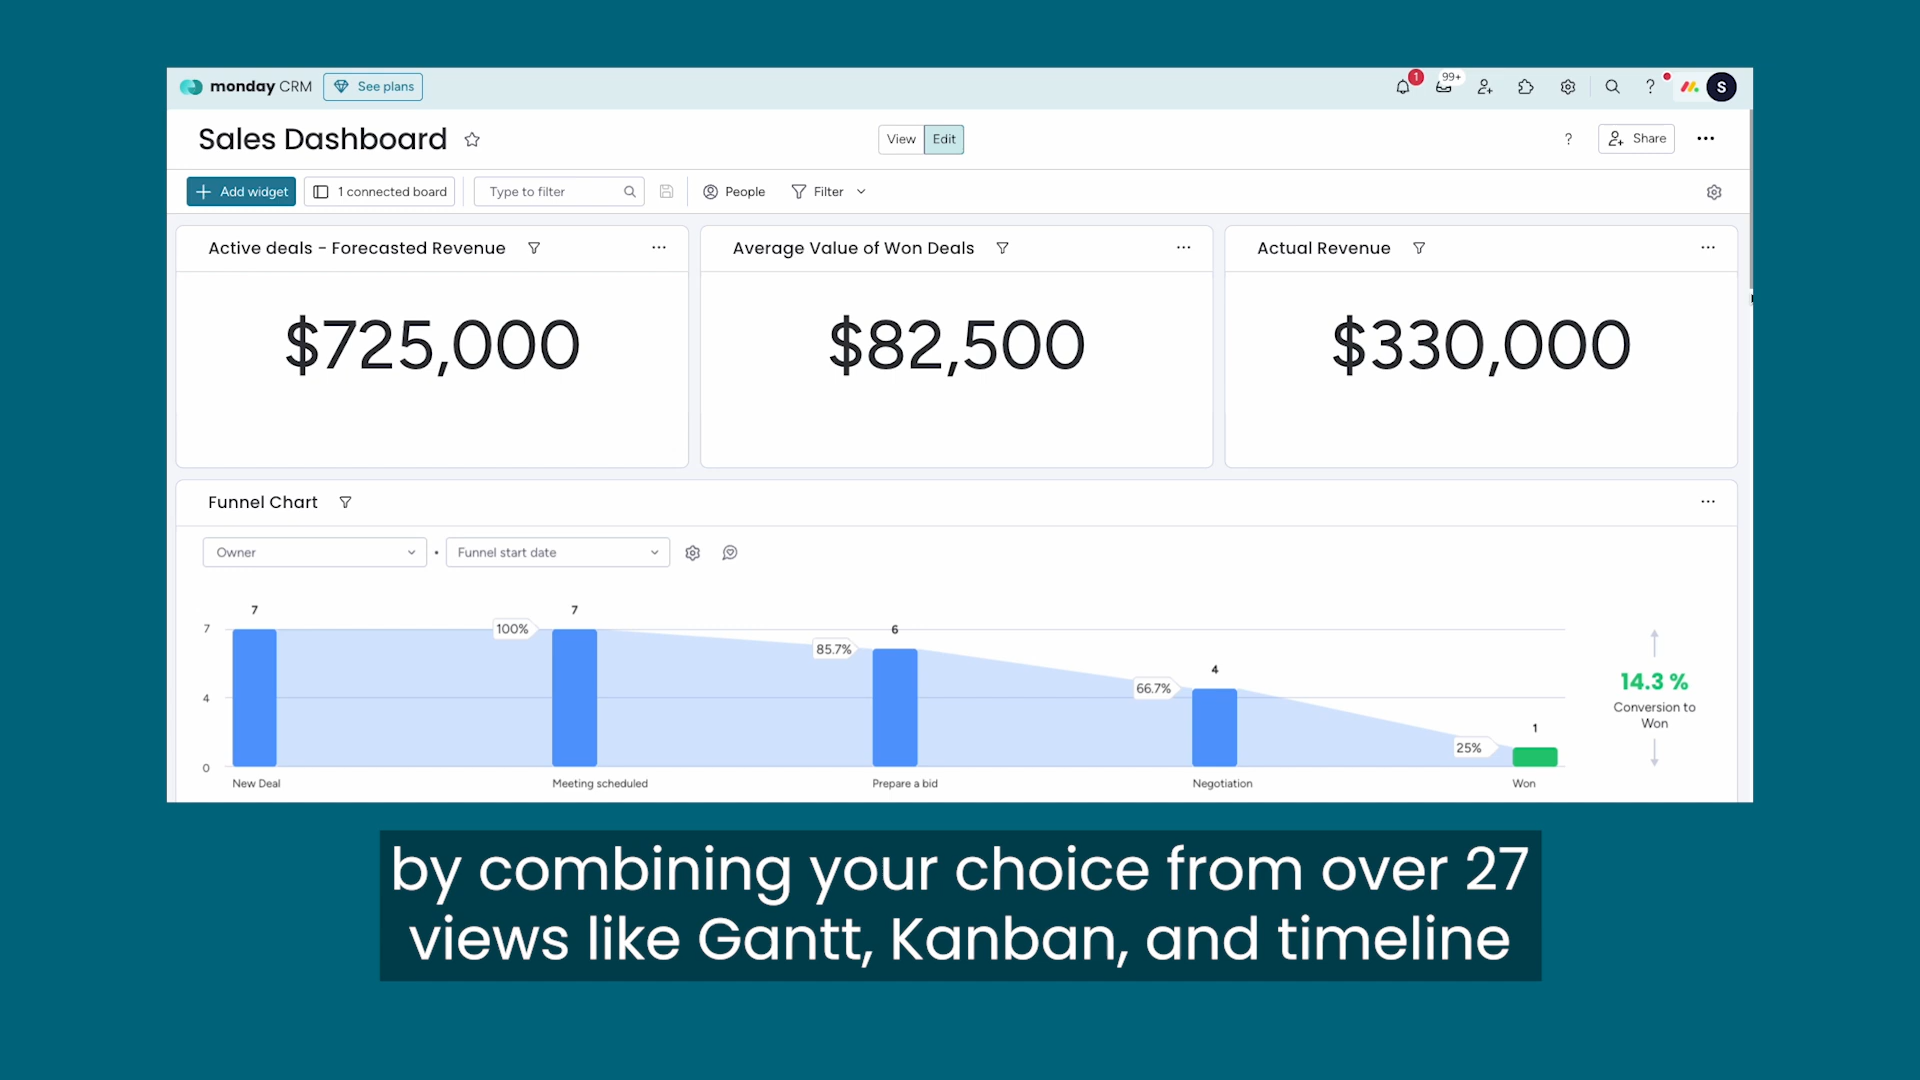 monday CRM
See plans
1
99+
?
S
Sales Dashboard
View
Edit
?
Share
Add widget
1 connected board
Type to filter
People
Filter
Active deals - Forecasted Revenue
Average Value of Won Deals
Actual Revenue
$725,000
$82,500
$330,000
Funnel Chart
Owner
Funnel start date
7
7
6
4
1
7
4
0
100%
85.7%
66.7%
25%
14.3 %
Conversion to
Won
New Deal
Meeting scheduled
Prepare a bid
Negotiation
Won
by combining your choice from over 27
views like Gantt, Kanban, and timeline